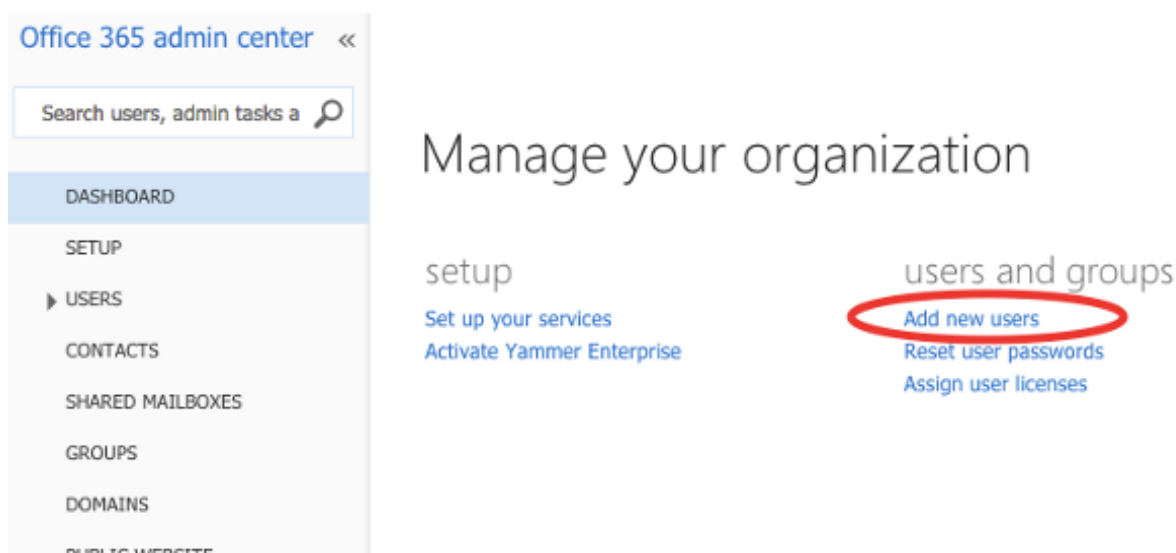 Office 365 admin center «
Search users, admin tasks a
DASHBOARD
SETUP
USERS
CONTACTS
SHARED MAILBOXES
GROUPS
DOMAINS
PUBLIC WEBSITE
Manage your organization
setup
Set up your services
Activate Yammer Enterprise
users and groups
Add new users
Reset user passwords
Assign user licenses